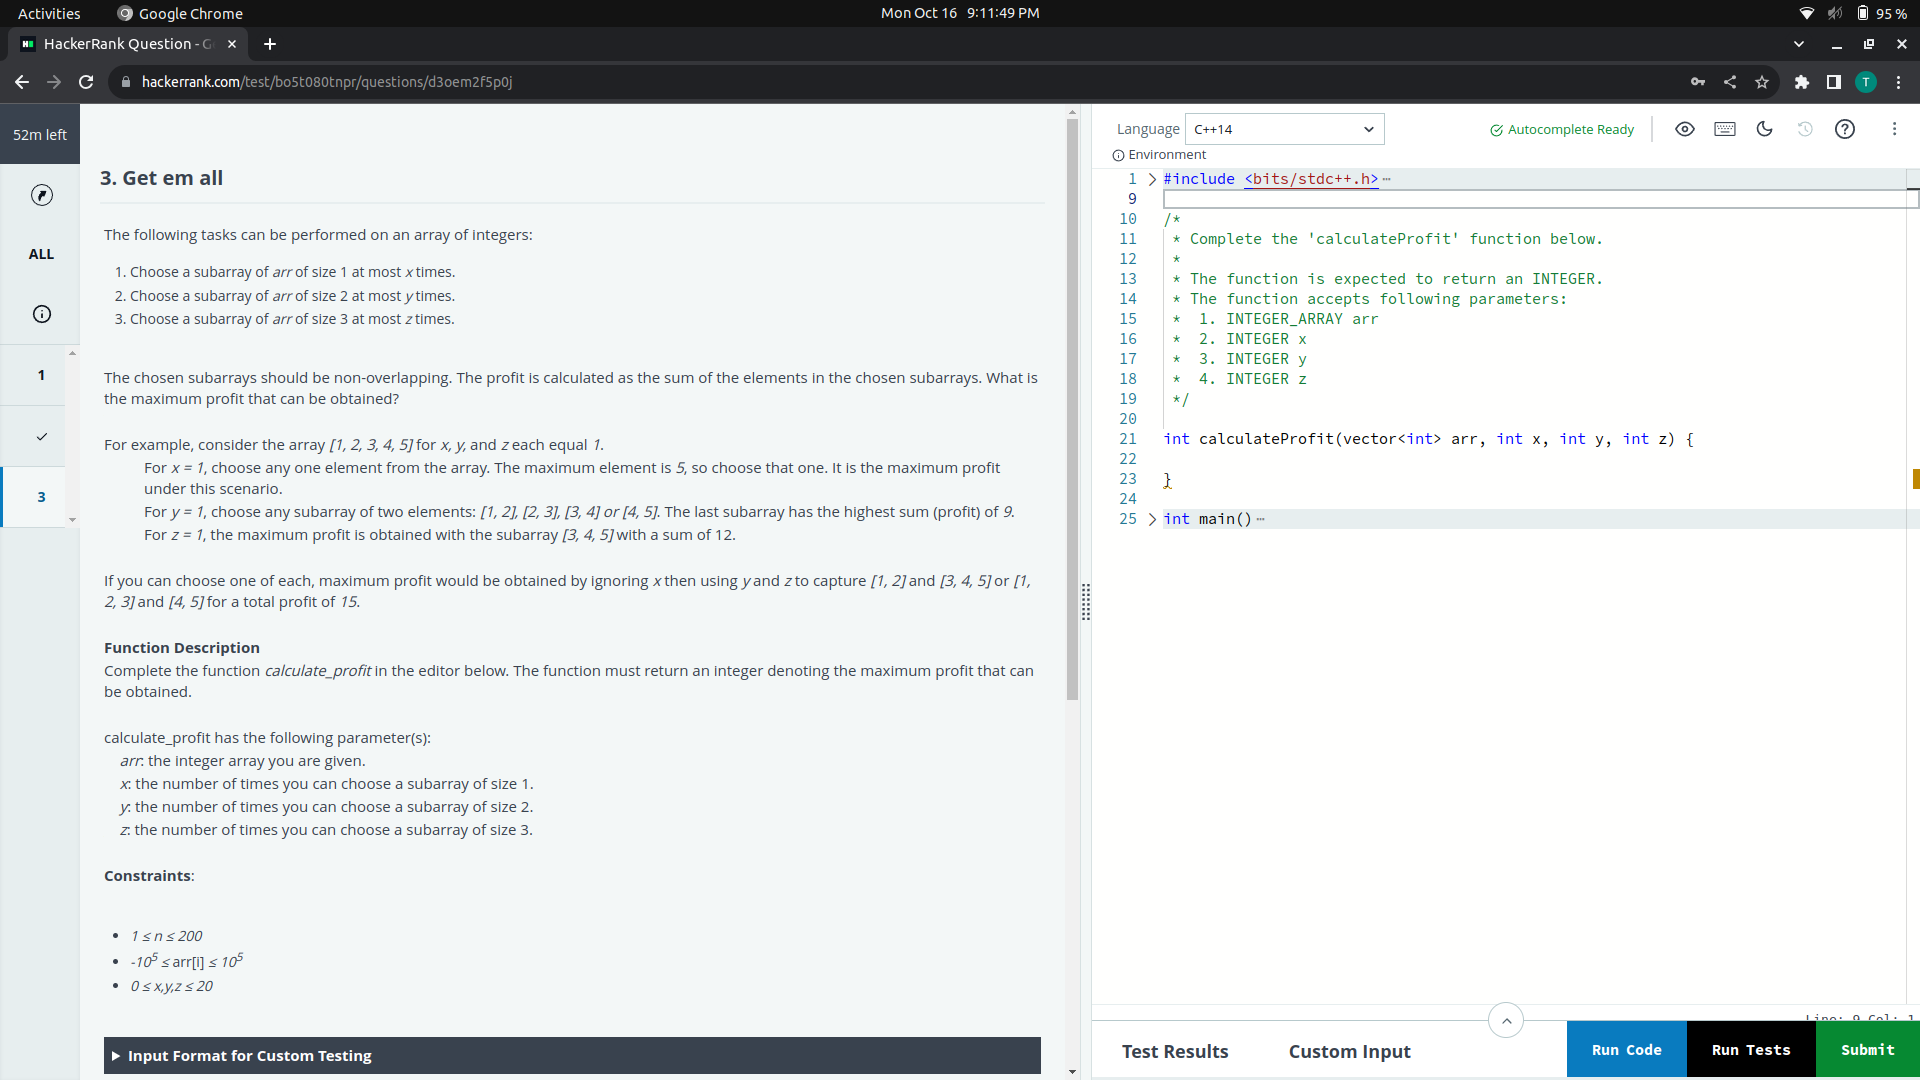 Activities
Google Chrome
Mon Oct 16 9:11:49 PM
95 %
HackerRank Question - G
hackerrank.com/test/bo5t080tnpr/questions/d3oem2f5p0j
T
52m left
ALL
1
3
3. Get em all
The following tasks can be performed on an array of integers:
1. Choose a subarray of arr of size 1 at most x times.
2. Choose a subarray of arr of size 2 at most y times.
3. Choose a subarray of arr of size 3 at most z times.
The chosen subarrays should be non-overlapping. The profit is calculated as the sum of the elements in the chosen subarrays. What is
the maximum profit that can be obtained?
For example, consider the array [1, 2, 3, 4, 5] for x, y, and z each equal 1.
For x = 1, choose any one element from the array. The maximum element is 5, so choose that one. It is the maximum profit
under this scenario.
For y = 1, choose any subarray of two elements: [1, 2], [2, 3], [3, 4] or [4, 5]. The last subarray has the highest sum (profit) of 9.
For z = 1, the maximum profit is obtained with the subarray [3, 4, 5] with a sum of 12.
If you can choose one of each, maximum profit would be obtained by ignoring x then using y and z to capture [1, 2] and [3, 4, 5] or [1,
2, 3] and [4, 5] for a total profit of 15.
Function Description
Complete the function calculate_profit in the editor below. The function must return an integer denoting the maximum profit that can
be obtained.
calculate_profit has the following parameter(s):
arr: the integer array you are given.
x: the number of times you can choose a subarray of size 1.
y: the number of times you can choose a subarray of size 2.
z: the number of times you can choose a subarray of size 3.
Constraints:
• 1 ≤ n ≤ 200
• -10^5 ≤ arr[i] ≤ 10^5
• 0 ≤ x,y,z ≤ 20
Input Format for Custom Testing
Language C++14
Autocomplete Ready
Environment
1 #include <bits/stdc++.h>
9
10 /*
11 * Complete the 'calculateProfit' function below.
12 *
13 * The function is expected to return an INTEGER.
14 * The function accepts following parameters:
15 * 1. INTEGER_ARRAY arr
16 * 2. INTEGER x
17 * 3. INTEGER y
18 * 4. INTEGER z
19 */
20
21 int calculateProfit(vector<int> arr, int x, int y, int z) {
22
23 }
24
25 int main()
Line: 9 Col: 1
Test Results
Custom Input
Run Code
Run Tests
Submit